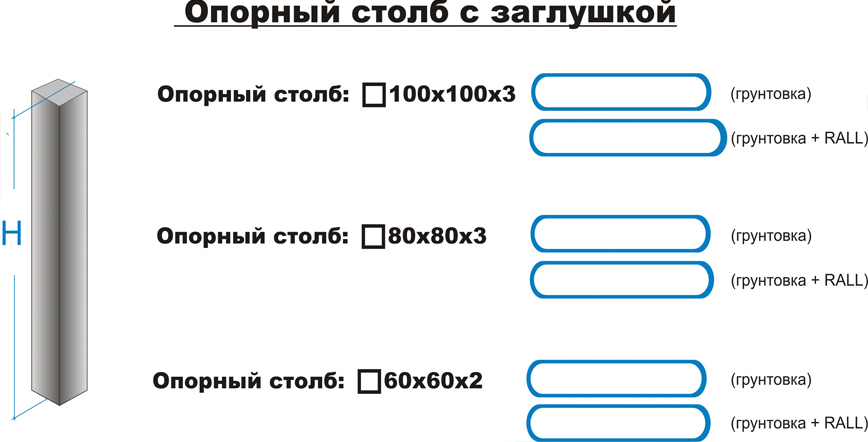 Опорный столб с заглушкой
Опорный столб: □100х100х3 (грунтовка)
(грунтовка + RALL)
H
Опорный столб: □80х80х3 (грунтовка)
(грунтовка + RALL)
Опорный столб: □60х60х2 (грунтовка)
(грунтовка + RALL)